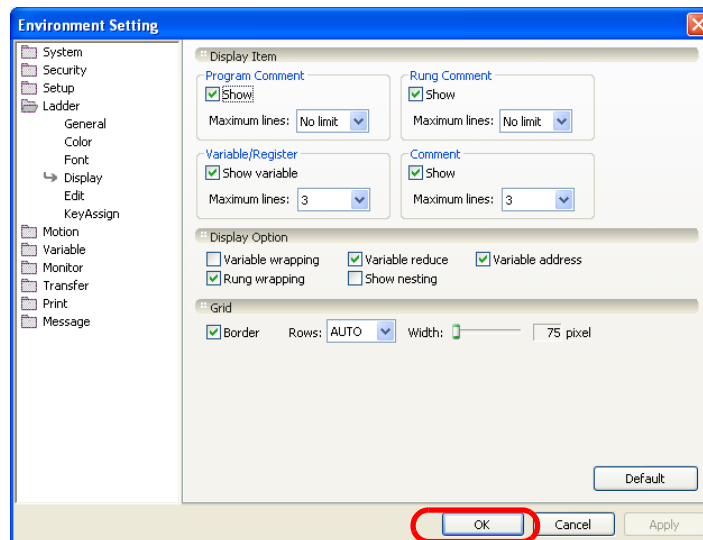 Environment Setting
System
Security
Setup
Ladder
General
Color
Font
Display
Edit
KeyAssign
Motion
Variable
Monitor
Transfer
Print
Message
Display Item
Program Comment
Show
Maximum lines: No limit
Rung Comment
Show
Maximum lines: No limit
Variable/Register
Show variable
Maximum lines: 3
Comment
Show
Maximum lines: 3
Display Option
Variable wrapping Variable reduce Variable address
Rung wrapping Show nesting
Grid
Border Rows: AUTO Width: 75 pixel
Default
OK Cancel Apply